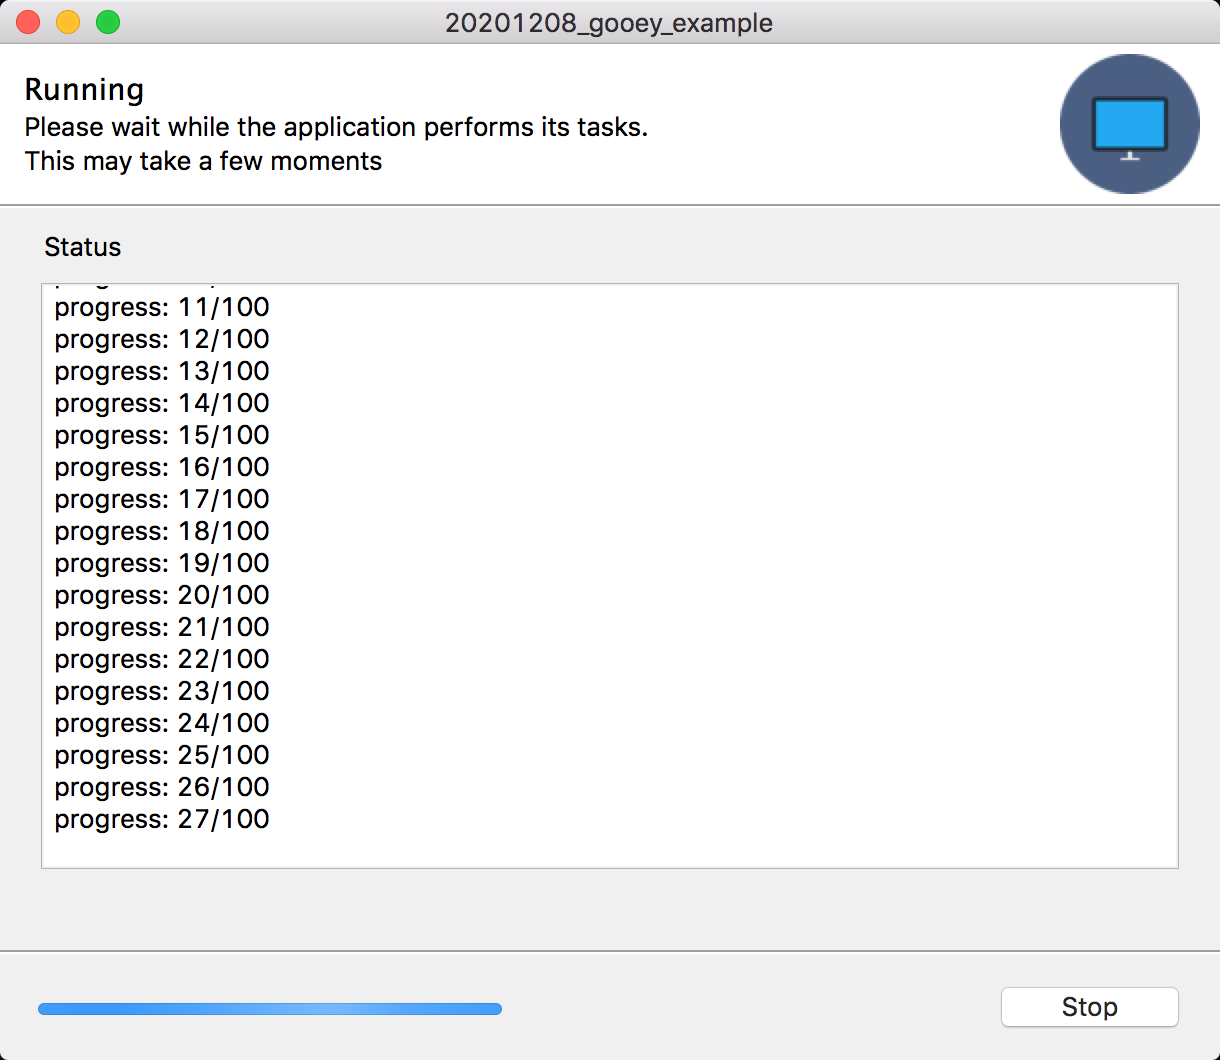 20201208_gooey_example
Running
Please wait while the application performs its tasks.
This may take a few moments
Status
progress: 11/100
progress: 12/100
progress: 13/100
progress: 14/100
progress: 15/100
progress: 16/100
progress: 17/100
progress: 18/100
progress: 19/100
progress: 20/100
progress: 21/100
progress: 22/100
progress: 23/100
progress: 24/100
progress: 25/100
progress: 26/100
progress: 27/100
Stop